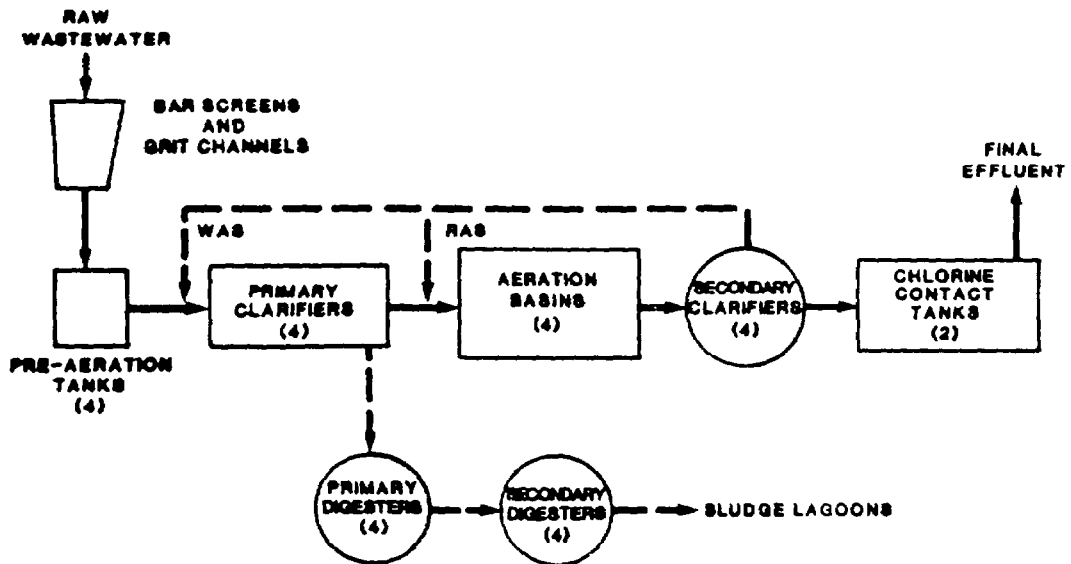 RAW
WASTEWATER
BAR SCREENS
AND
GRIT CHANNELS
FINAL
EFFLUENT
WAS
RAS
PRIMARY
CLARIFIERS
(4)
AERATION
BASINS
(4)
SECONDARY
CLARIFIERS
(4)
CHLORINE
CONTACT
TANKS
(2)
PRE-AERATION
TANKS
(4)
PRIMARY
DIGESTERS
(4)
SECONDARY
DIGESTERS
(4)
SLUDGE LAGOONS